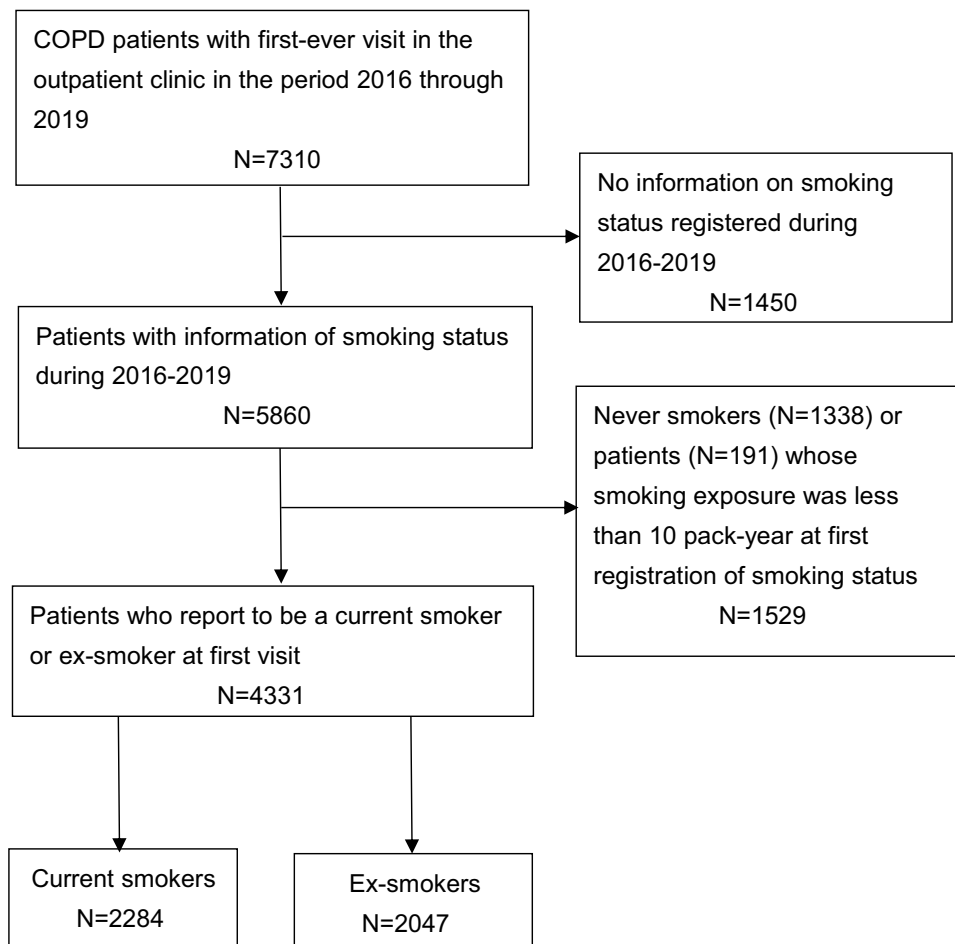 COPD patients with first-ever visit in the
outpatient clinic in the period 2016 through
2019
N=7310
No information on smoking
status registered during
2016-2019
N=1450
Patients with information of smoking status
during 2016-2019
N=5860
Never smokers (N=1338) or
patients (N=191) whose
smoking exposure was less
than 10 pack-year at first
registration of smoking status
N=1529
Patients who report to be a current smoker
or ex-smoker at first visit
N=4331
Current smokers
N=2284
Ex-smokers
N=2047